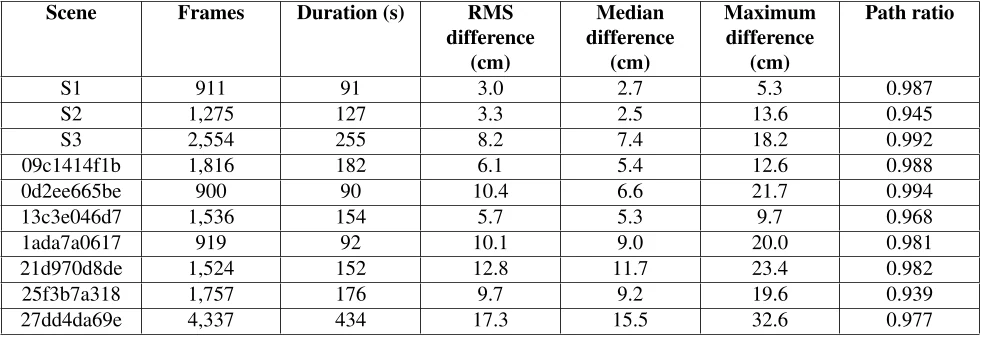 Scene Frames Duration (s) RMS difference (cm) Median difference (cm) Maximum difference (cm) Path ratio
S1 911 91 3.0 2.7 5.3 0.987
S2 1,275 127 3.3 2.5 13.6 0.945
S3 2,554 255 8.2 7.4 18.2 0.992
09c1414f1b 1,816 182 6.1 5.4 12.6 0.988
0d2ee665be 900 90 10.4 6.6 21.7 0.994
13c3e046d7 1,536 154 5.7 5.3 9.7 0.968
1ada7a0617 919 92 10.1 9.0 20.0 0.981
21d970d8de 1,524 152 12.8 11.7 23.4 0.982
25f3b7a318 1,757 176 9.7 9.2 19.6 0.939
27dd4da69e 4,337 434 17.3 15.5 32.6 0.977